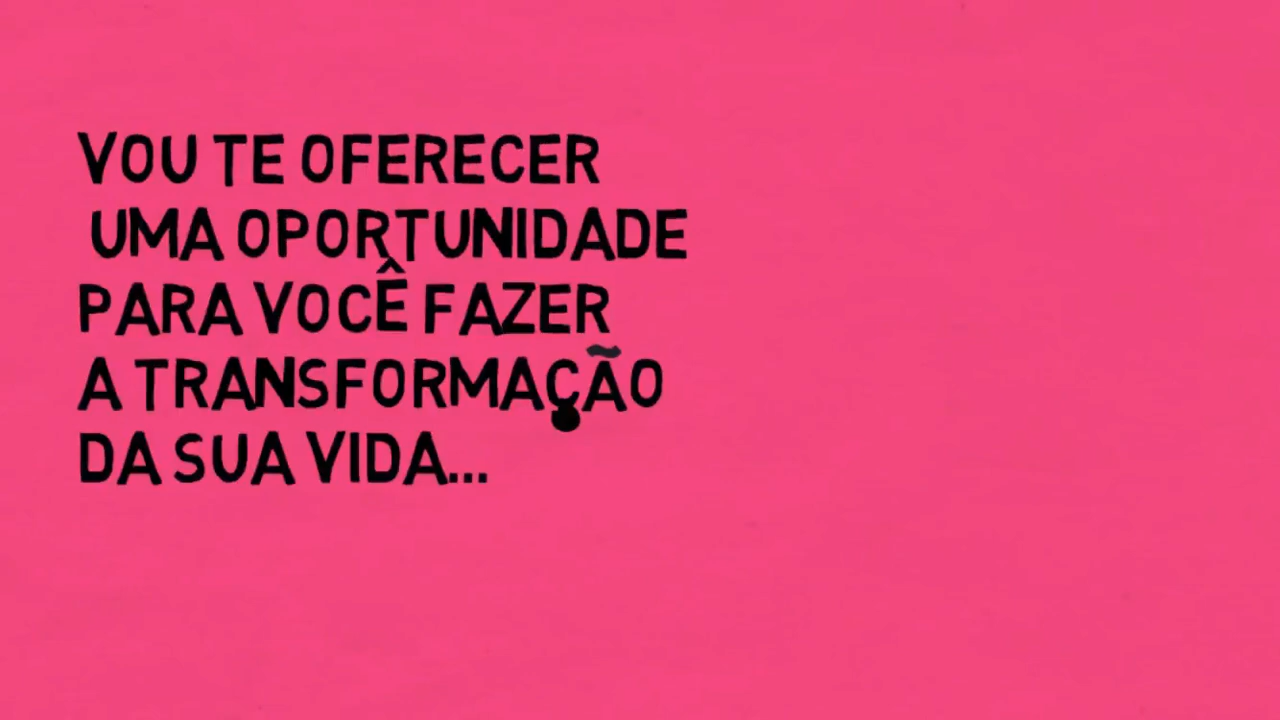 VOU TE OFERECER
UMA OPORTUNIDADE
PARA VOCÊ FAZER
A TRANSFORMAÇÃO
DA SUA VIDA...